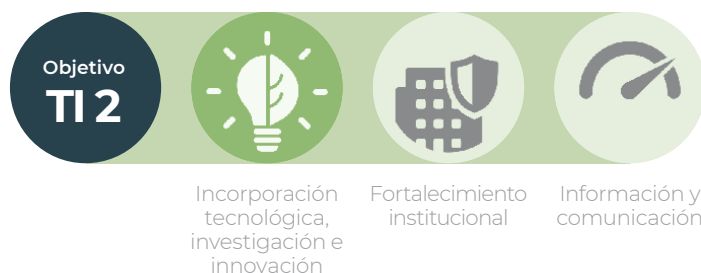 Objetivo
TI 2
Incorporación
tecnológica,
investigación e
innovación
Fortalecimiento
institucional
Información y
comunicación